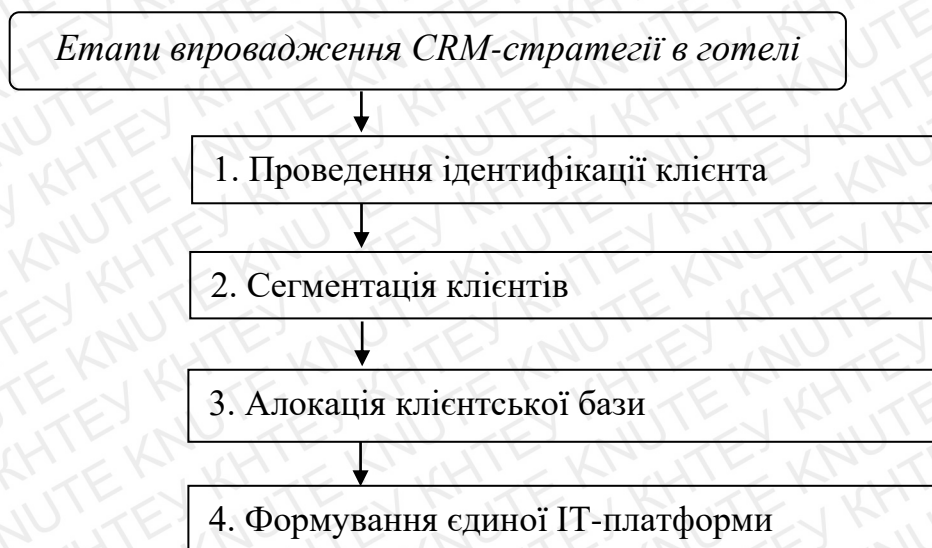 Етапи впровадження CRM-стратегії в готелі
1. Проведення ідентифікації клієнта
2. Сегментація клієнтів
3. Алокація клієнтської бази
4. Формування єдиної ІТ-платформи